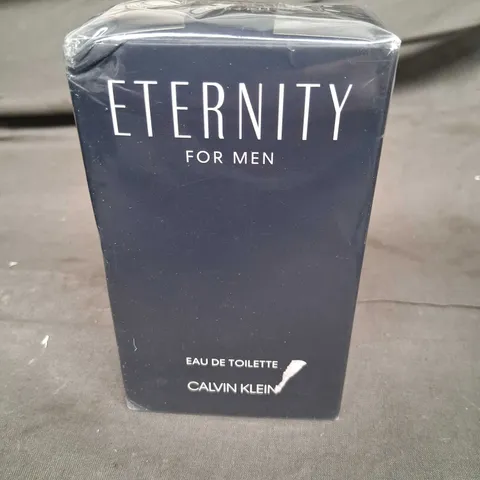 ETERNITY
FOR MEN
EAU DE TOILETTE
CALVIN KLEIN